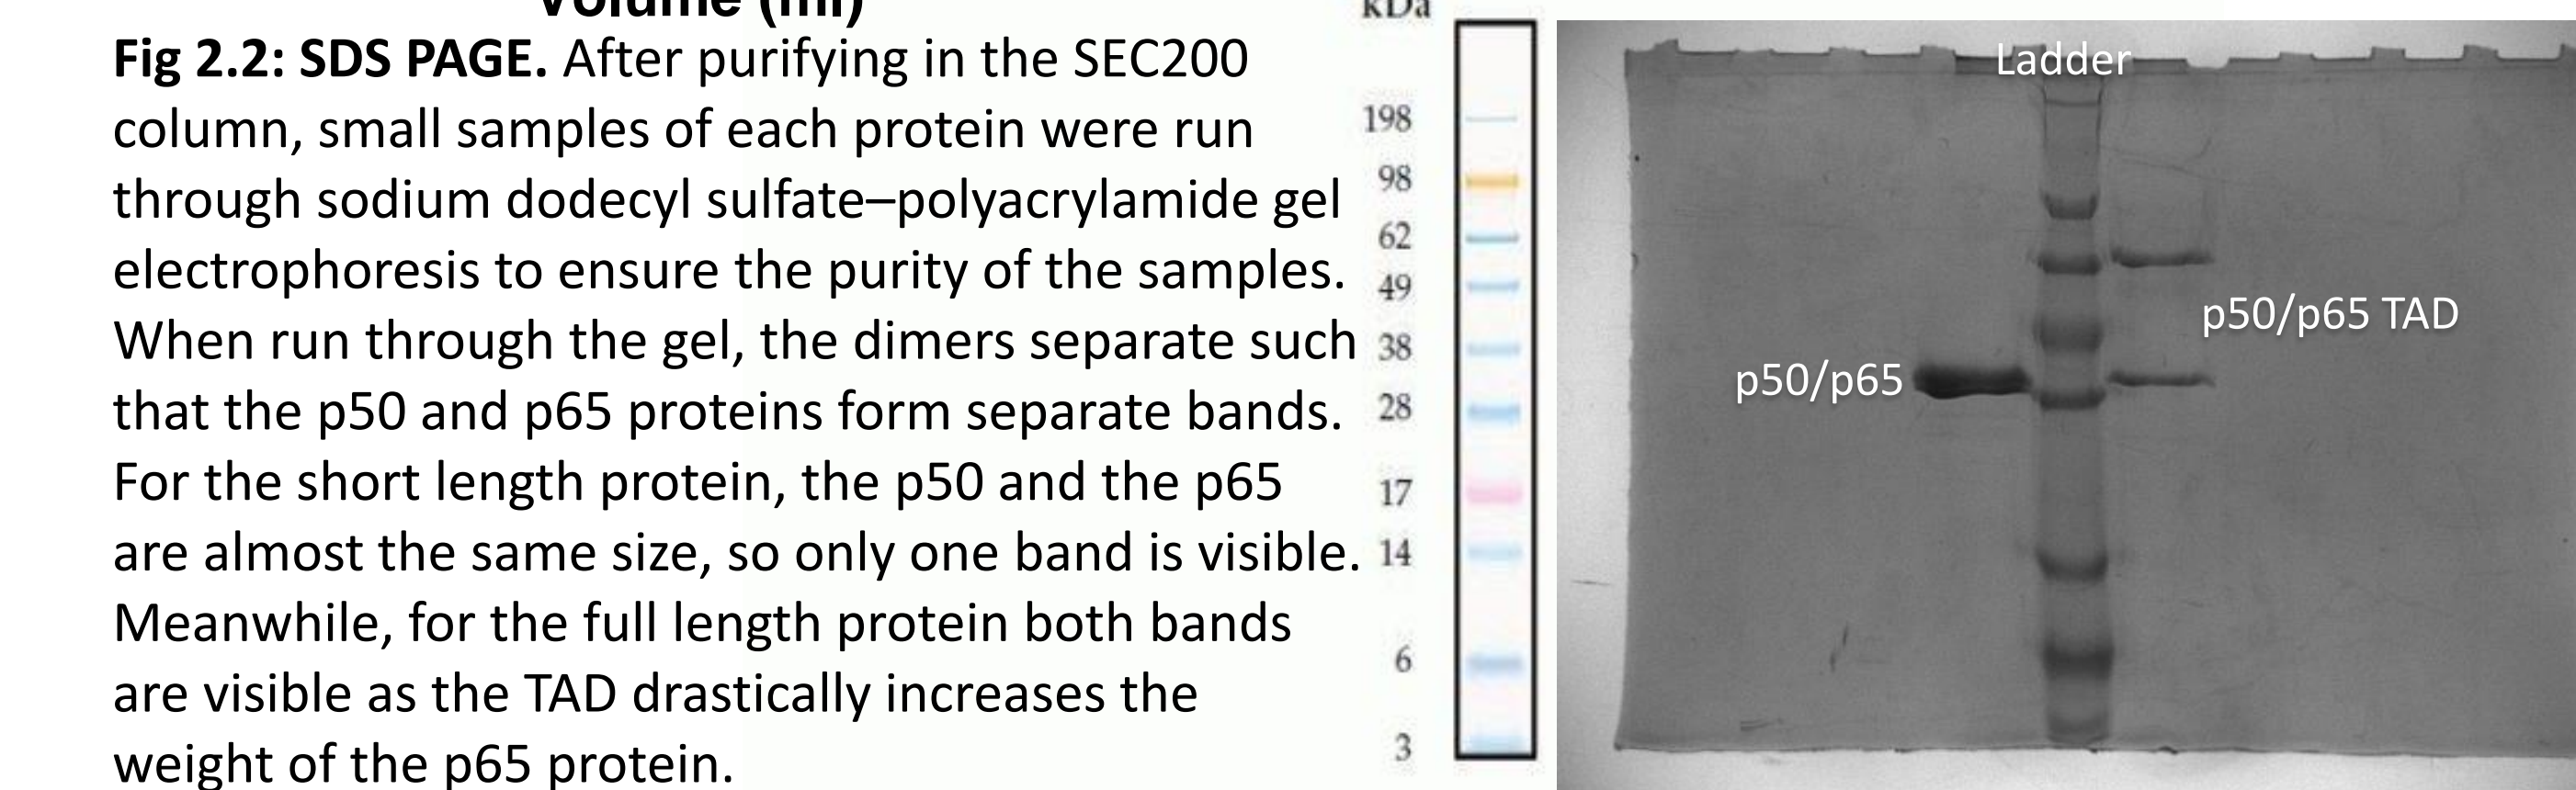 Volume (ml)
Fig 2.2: SDS PAGE. After purifying in the SEC200
column, small samples of each protein were run
through sodium dodecyl sulfate–polyacrylamide gel
electrophoresis to ensure the purity of the samples.
When run through the gel, the dimers separate such
that the p50 and p65 proteins form separate bands.
For the short length protein, the p50 and the p65
are almost the same size, so only one band is visible.
Meanwhile, for the full length protein both bands
are visible as the TAD drastically increases the
weight of the p65 protein.
kDa
198
98
62
49
38
28
17
14
6
3
Ladder
p50/p65 TAD
p50/p65